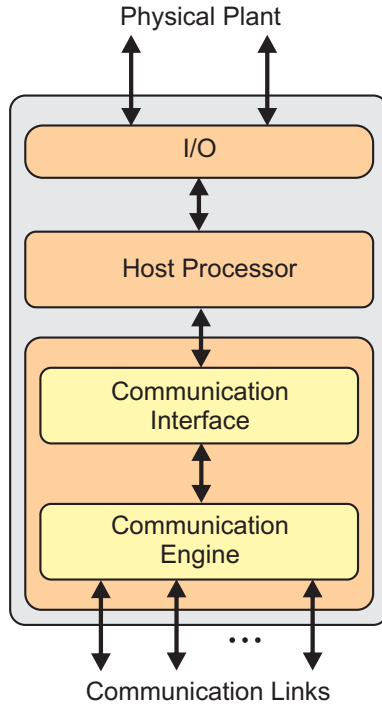 Physical Plant
I/O
Host Processor
Communication
Interface
Communication
Engine
...
Communication Links